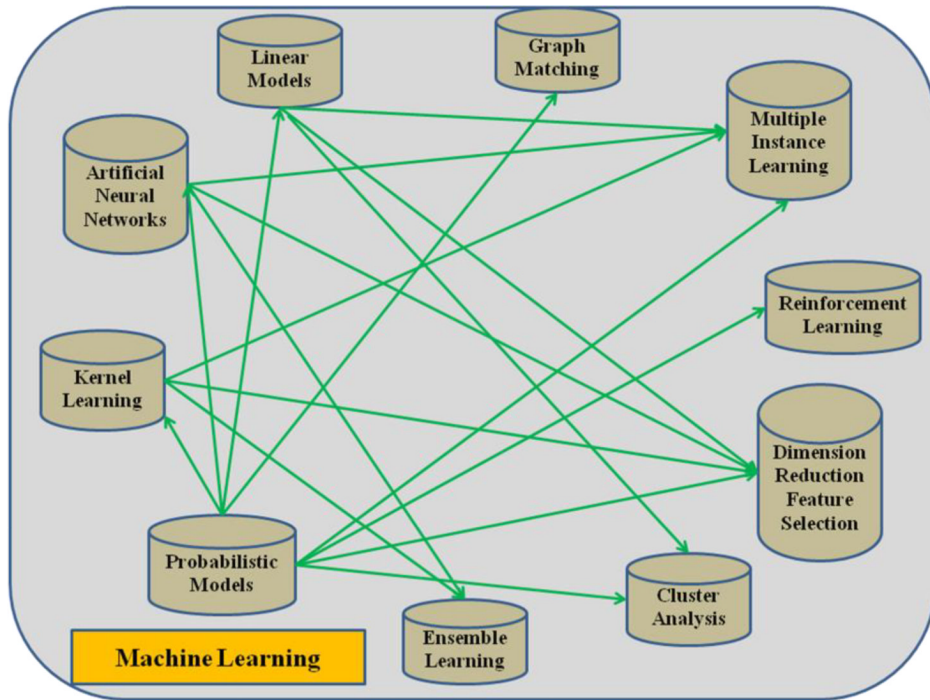 Linear
Models
Graph
Matching
Multiple
Instance
Learning
Artificial
Neural
Networks
Reinforcement
Learning
Kernel
Learning
Dimension
Reduction
Feature
Selection
Probabilistic
Models
Cluster
Analysis
Ensemble
Learning
Machine Learning